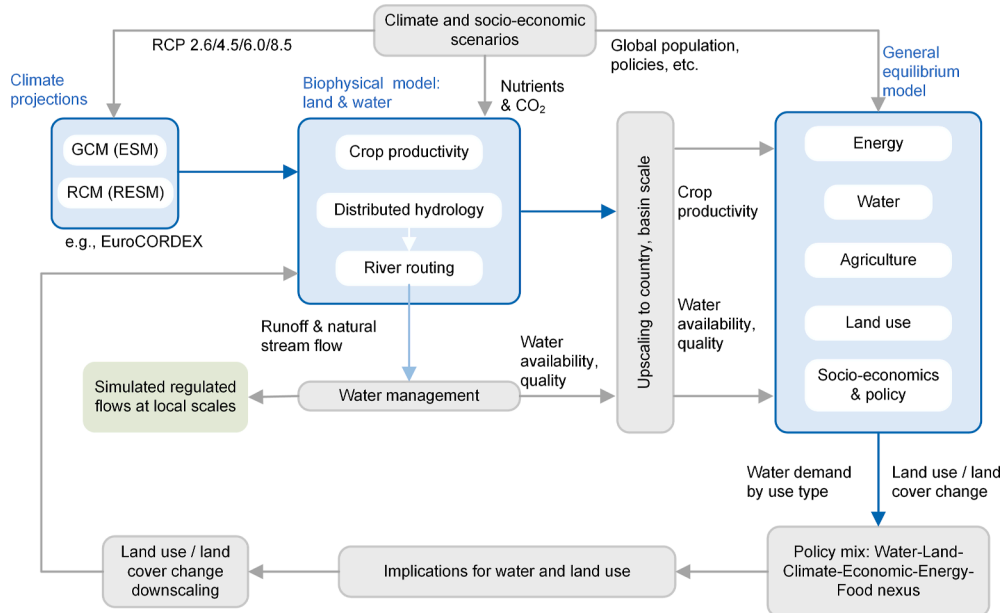 Climate and socio-economic
scenarios
RCP 2.6/4.5/6.0/8.5
Global population,
policies, etc.
General
equilibrium
model
Climate
projections
Biophysical model:
land & water
Nutrients
& CO₂
GCM (ESM)
RCM (RESM)
e.g., EuroCORDEX
Crop productivity
Distributed hydrology
River routing
Upscaling to country, basin scale
Crop
productivity
Water
availability,
quality
Energy
Water
Agriculture
Land use
Socio-economics
& policy
Runoff & natural
stream flow
Water
availability,
quality
Simulated regulated
flows at local scales
Water management
Water demand
by use type
Land use / land
cover change
Land use / land
cover change
downscaling
Implications for water and land use
Policy mix: Water-Land-
Climate-Economic-Energy-
Food nexus